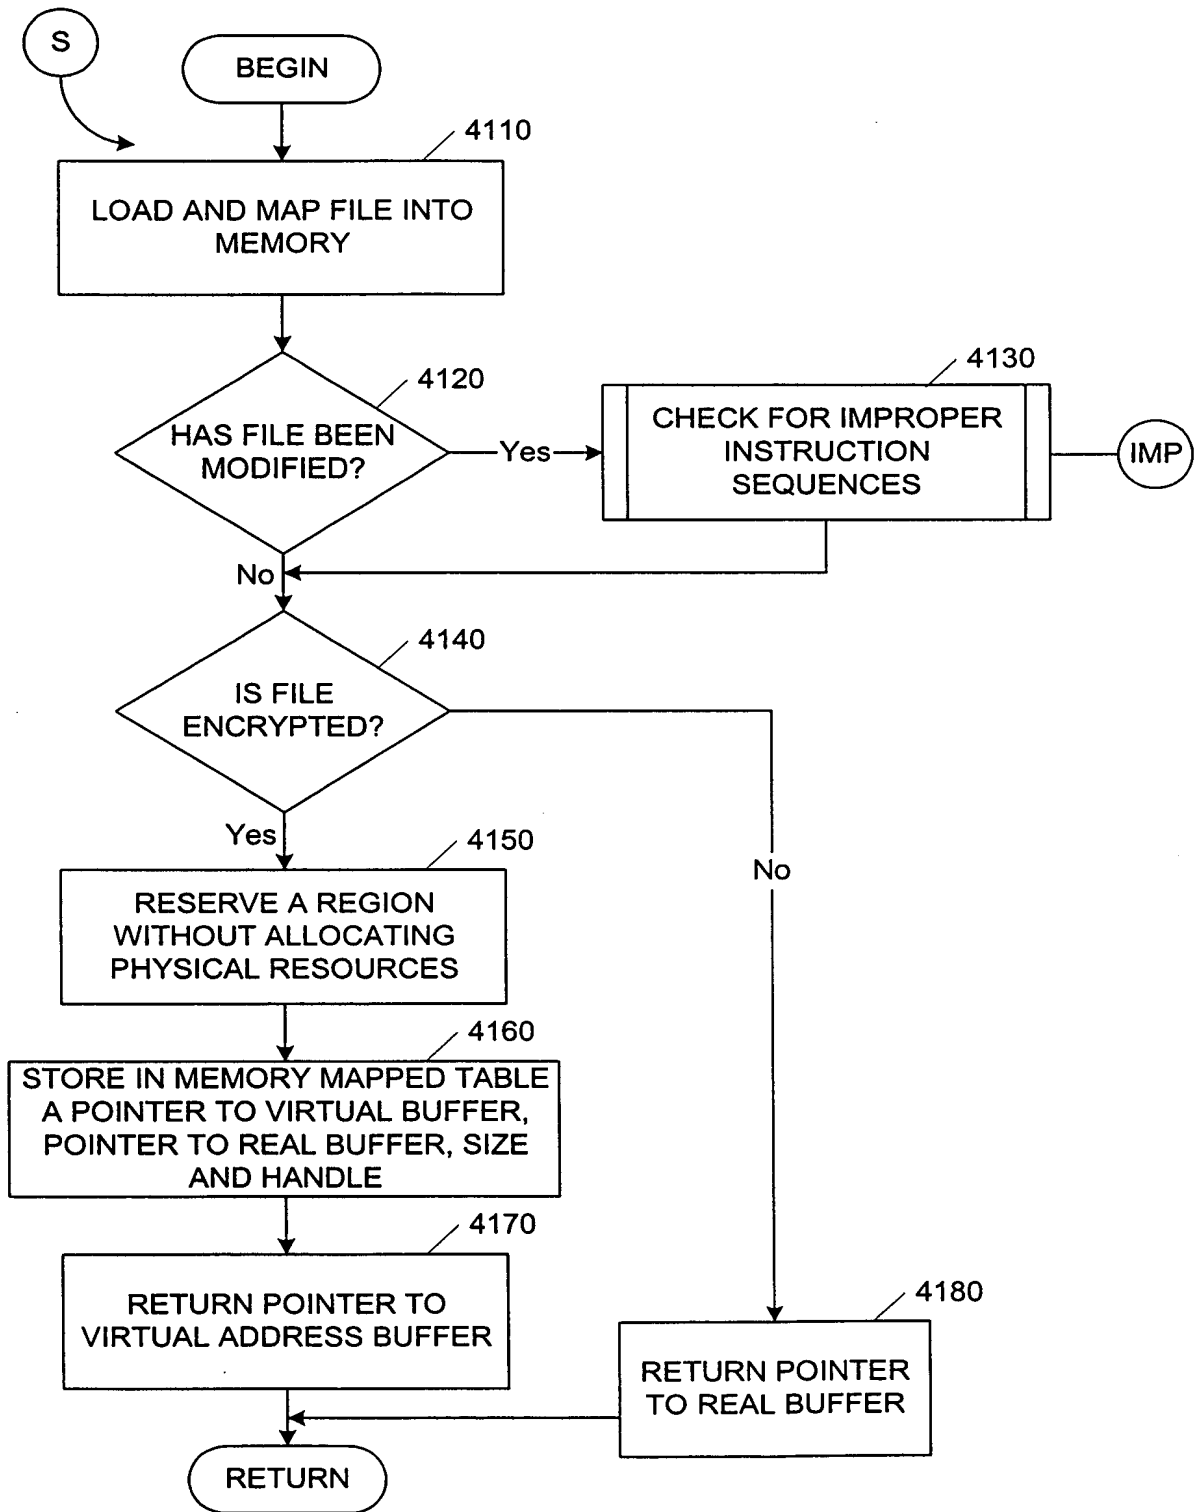 S
BEGIN
4110
LOAD AND MAP FILE INTO
MEMORY
4120
HAS FILE BEEN
MODIFIED?
Yes
4130
CHECK FOR IMPROPER
INSTRUCTION
SEQUENCES
IMP
No
4140
IS FILE
ENCRYPTED?
Yes
No
4150
RESERVE A REGION
WITHOUT ALLOCATING
PHYSICAL RESOURCES
4160
STORE IN MEMORY MAPPED TABLE
A POINTER TO VIRTUAL BUFFER,
POINTER TO REAL BUFFER, SIZE
AND HANDLE
4170
RETURN POINTER TO
VIRTUAL ADDRESS BUFFER
4180
RETURN POINTER
TO REAL BUFFER
RETURN